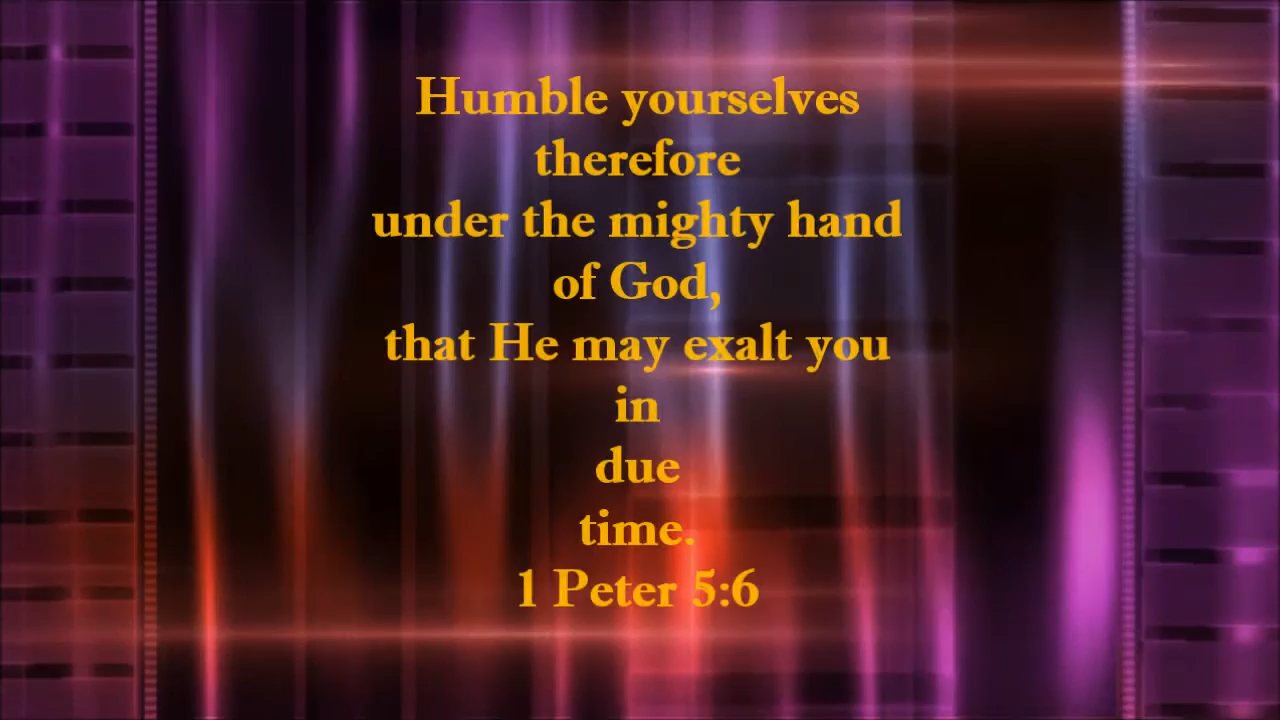 Humble yourselves
therefore
under the mighty hand
of God,
that He may exalt you
in
due
time.
1 Peter 5:6